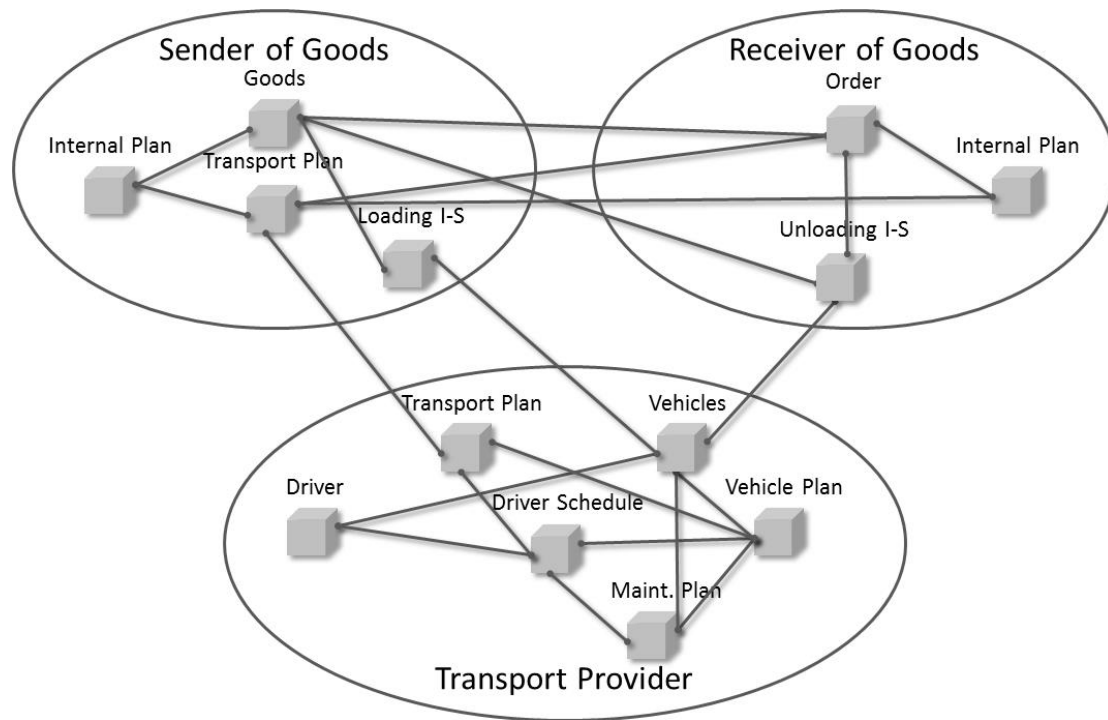 Sender of Goods
Receiver of Goods
Goods
Order
Internal Plan
Transport Plan
Internal Plan
Loading I-S
Unloading I-S
Transport Plan
Vehicles
Driver
Driver Schedule
Vehicle Plan
Maint. Plan
Transport Provider